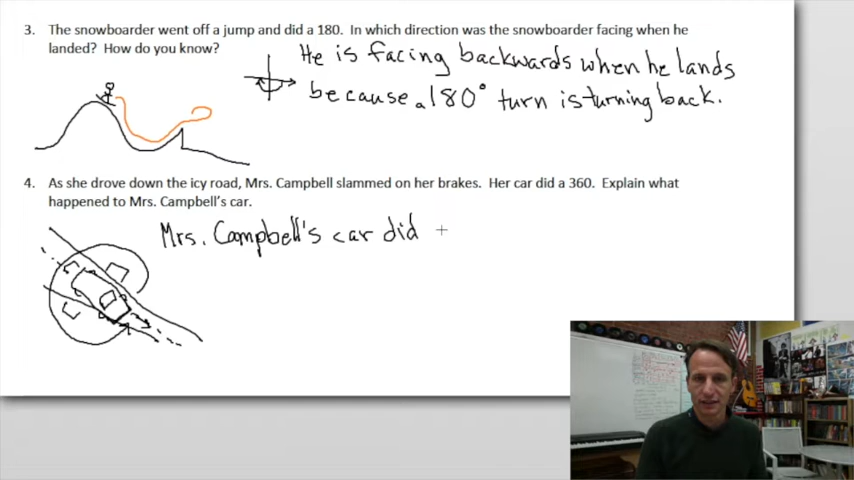 3. The snowboarder went off a jump and did a 180. In which direction was the snowboarder facing when he
landed? How do you know?
He is facing backwards when he lands
because a 180° turn is turning back.
4. As she drove down the icy road, Mrs. Campbell slammed on her brakes. Her car did a 360. Explain what
happened to Mrs. Campbell's car.
Mrs. Campbell's car did